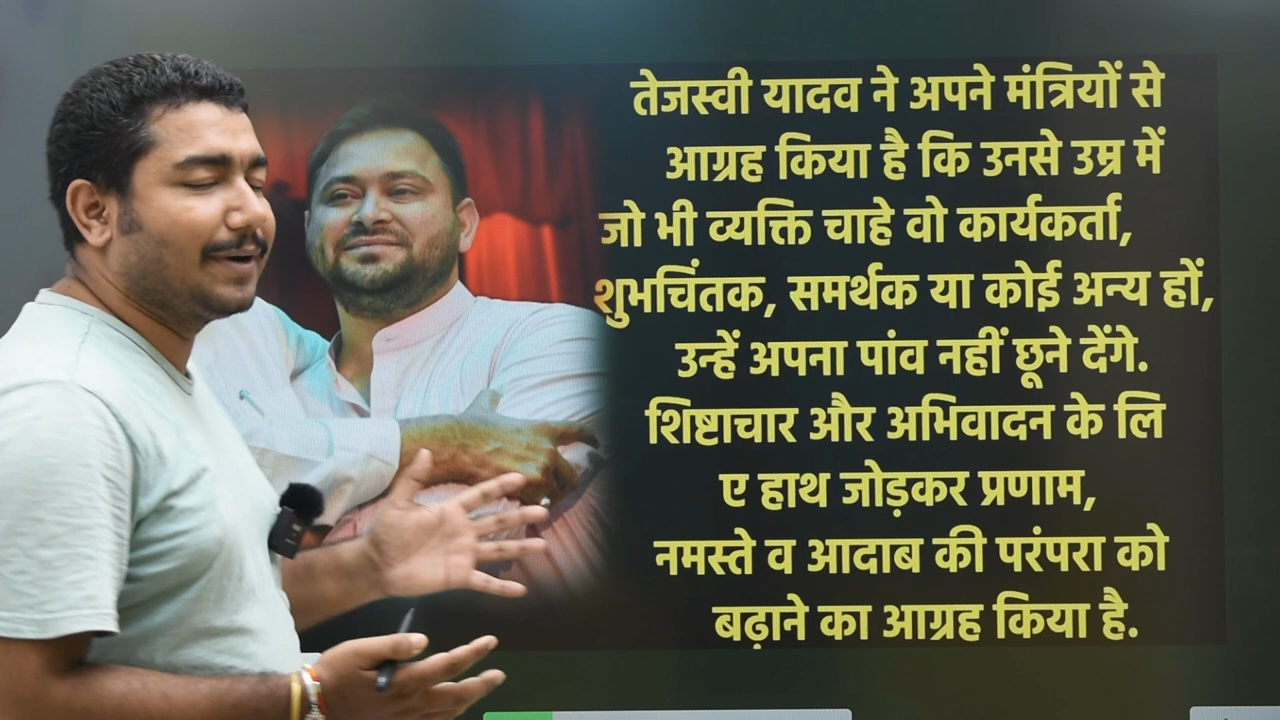 तेजस्वी यादव ने अपने मंत्रियों से
आग्रह किया है कि उनसे उम्र में
जो भी व्यक्ति चाहे वो कार्यकर्ता,
शुभचिंतक, समर्थक या कोई अन्य हों,
उन्हें अपना पांव नहीं छूने देंगे.
शिष्टाचार और अभिवादन के लि
ए हाथ जोड़कर प्रणाम,
नमस्ते व आदाब की परंपरा को
बढ़ाने का आग्रह किया है.